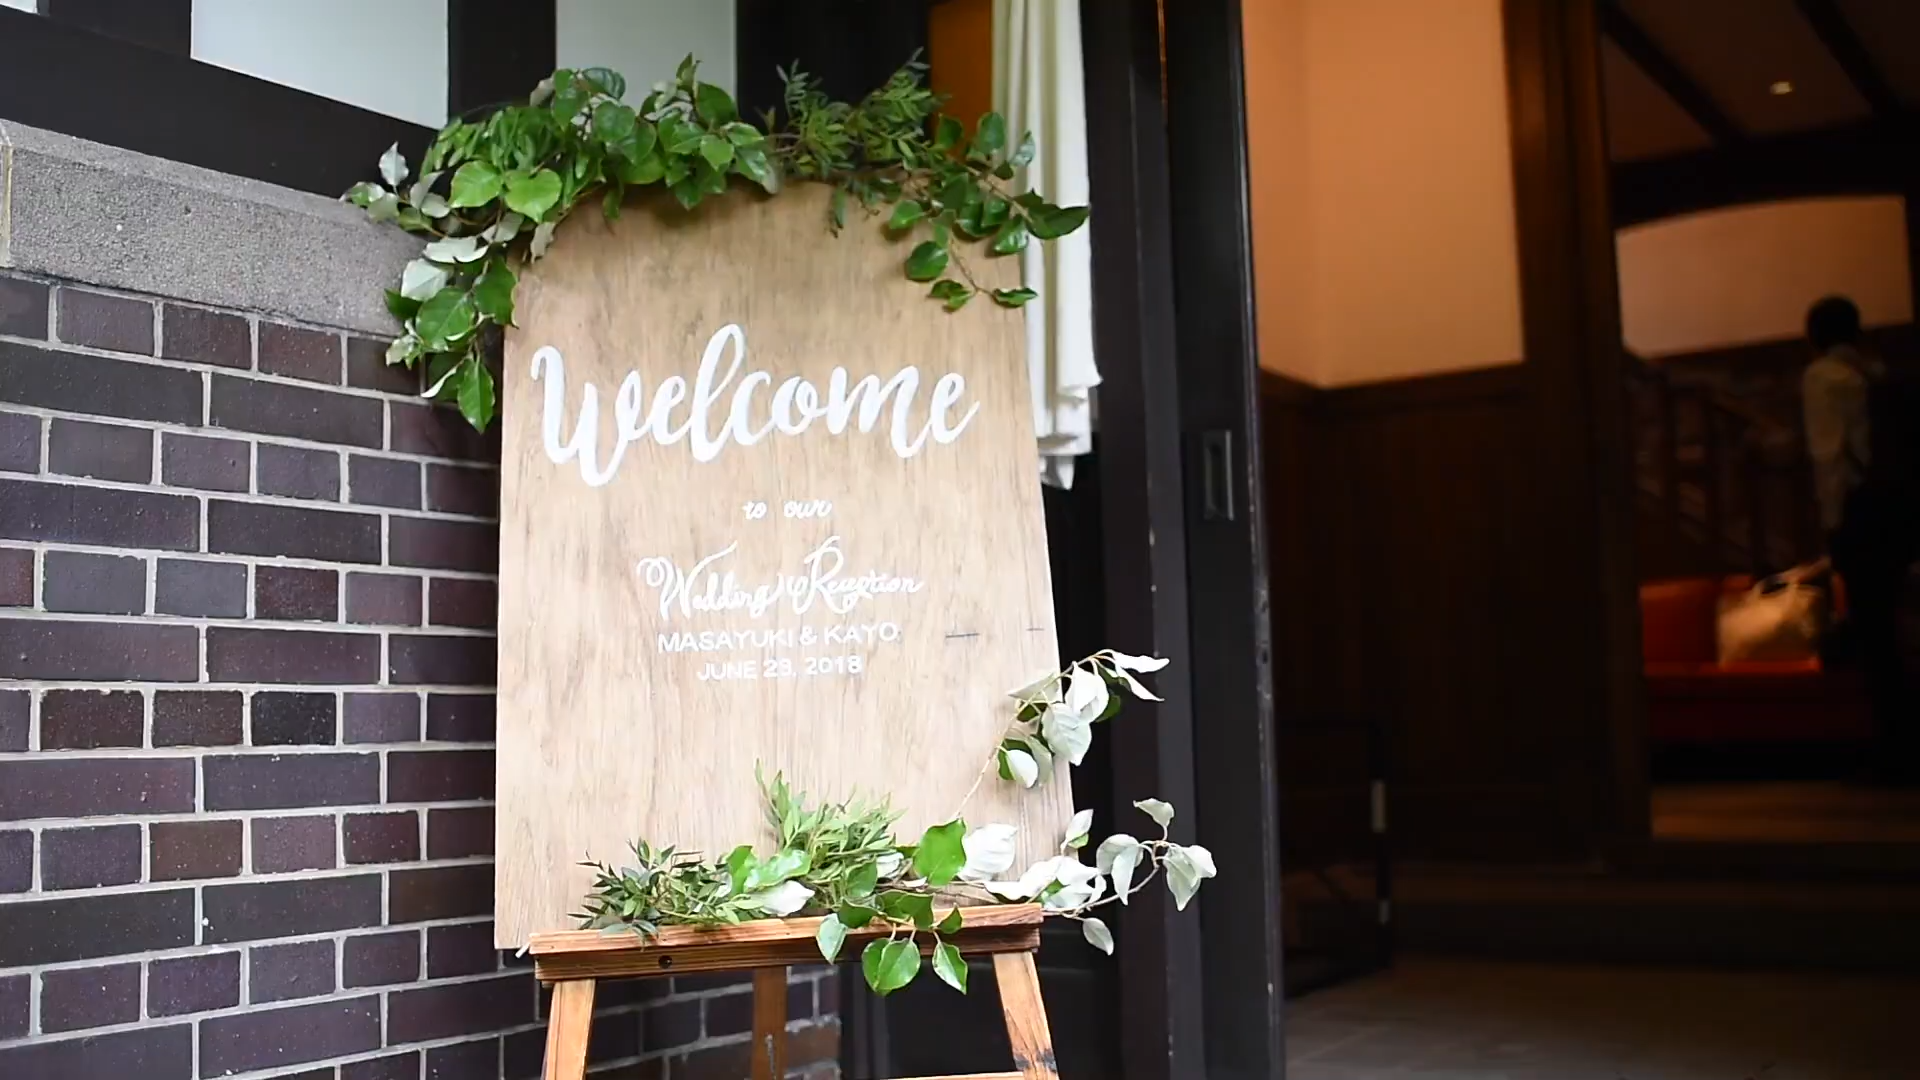 Welcome
to our
Wedding Reception
MASAYUKI & KAYO
JUNE 23, 2018